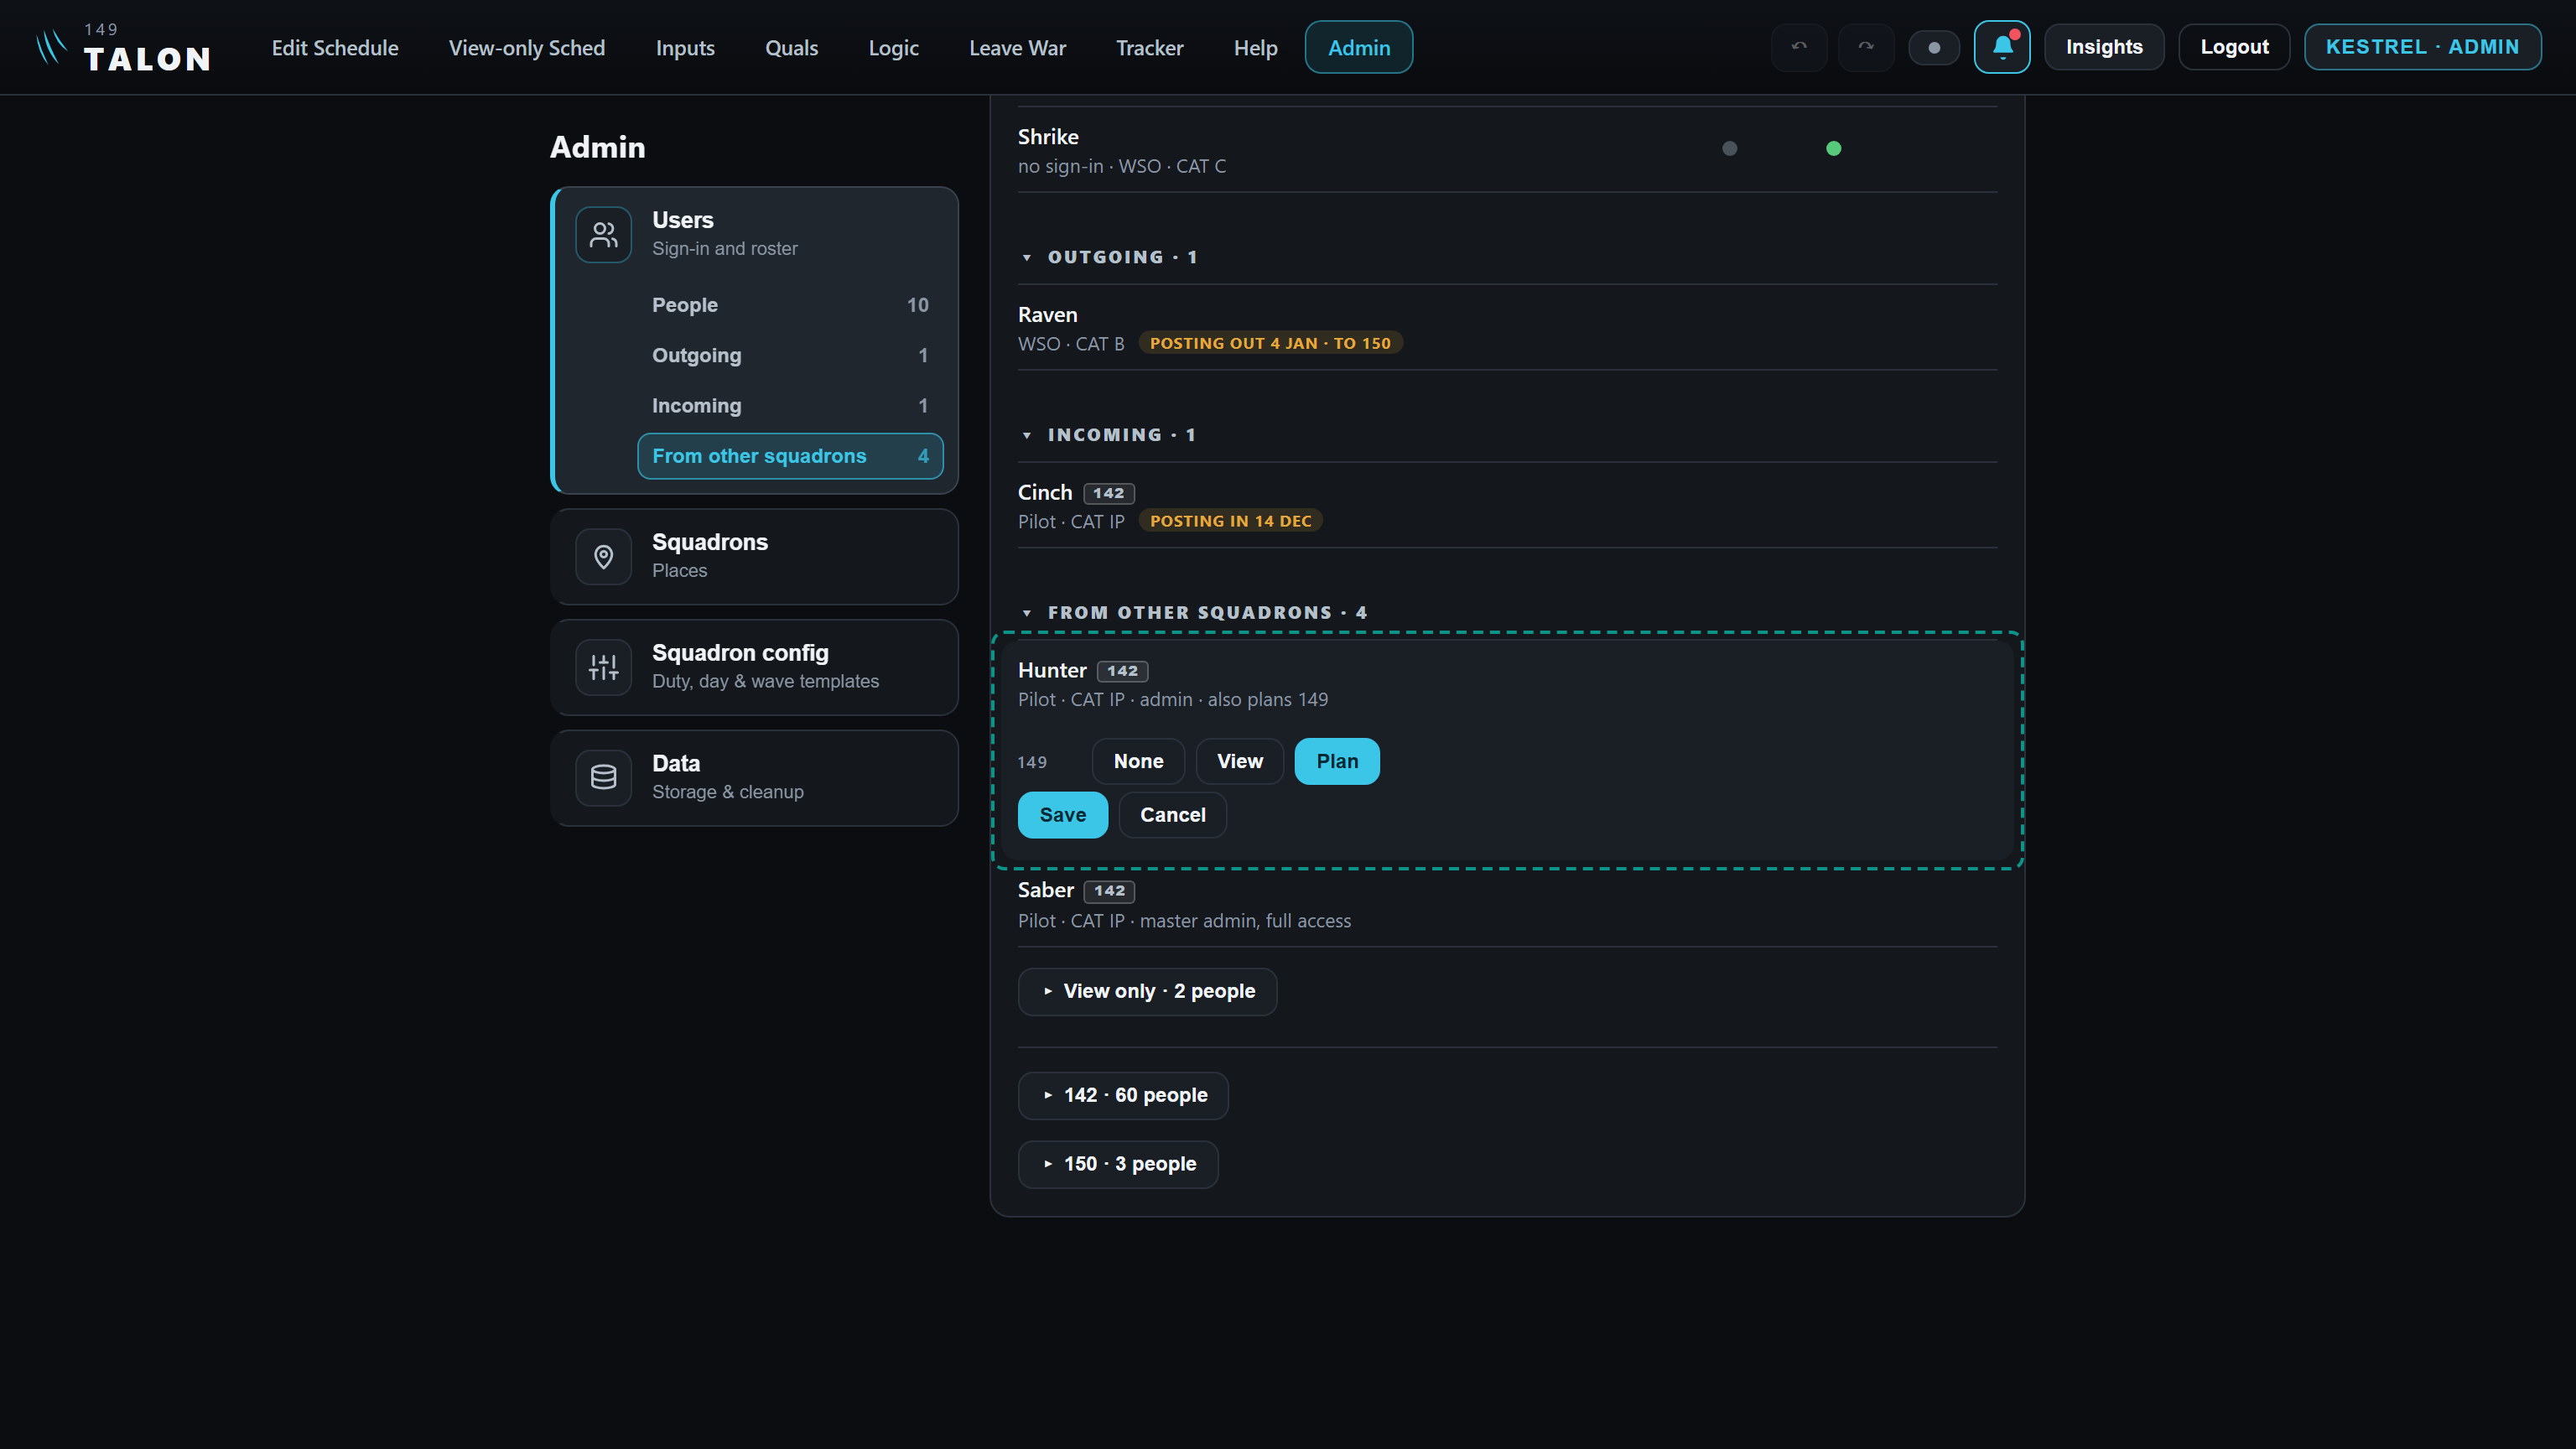 149
TALON
Edit Schedule
View-only Sched
Inputs
Quals
Logic
Leave War
Tracker
Help
Admin
Insights
Logout
KESTREL · ADMIN
Admin
Users
Sign-in and roster
People 10
Outgoing 1
Incoming 1
From other squadrons 4
Squadrons
Places
Squadron config
Duty, day & wave templates
Data
Storage & cleanup
Shrike
no sign-in · WSO · CAT C
OUTGOING · 1
Raven
WSO · CAT B POSTING OUT 4 JAN · TO 150
INCOMING · 1
Cinch 142
Pilot · CAT IP POSTING IN 14 DEC
FROM OTHER SQUADRONS · 4
Hunter 142
Pilot · CAT IP · admin · also plans 149
149 None View Plan
Save Cancel
Saber 142
Pilot · CAT IP · master admin, full access
View only · 2 people
142 · 60 people
150 · 3 people